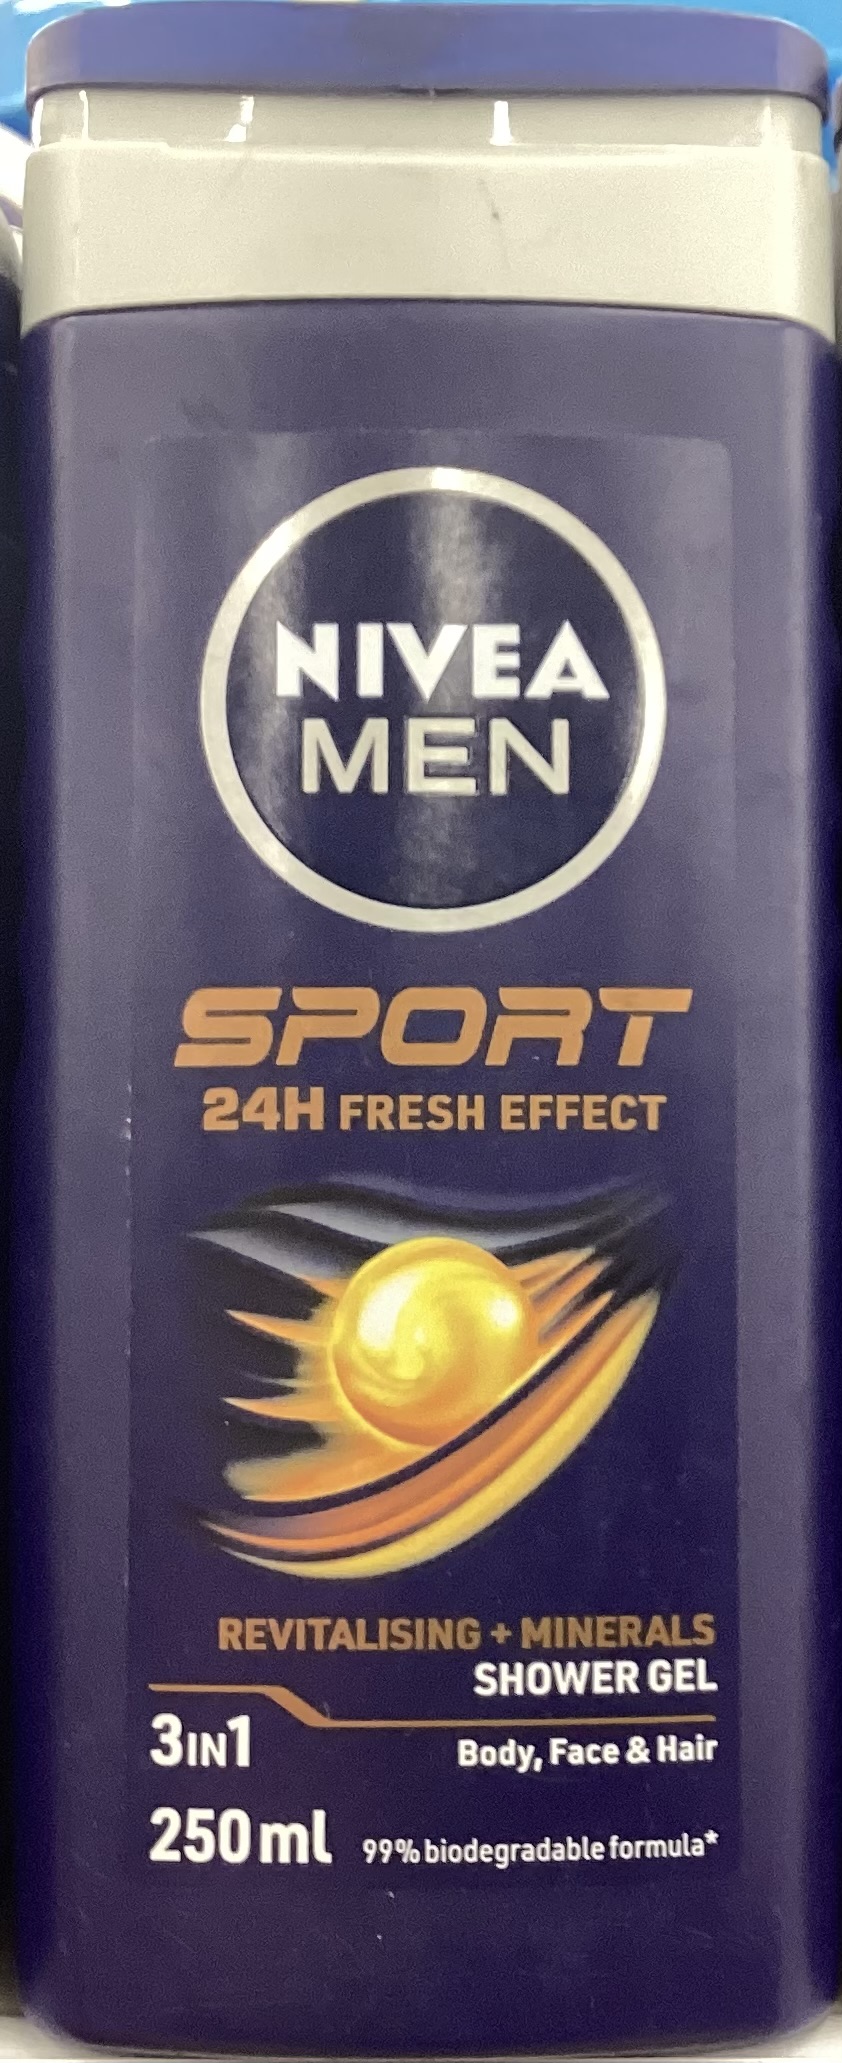 NIVEA
MEN
SPORT
24H FRESH EFFECT
REVITALISING + MINERALS
SHOWER GEL
3IN1
Body, Face & Hair
250ml
99% biodegradable formula*